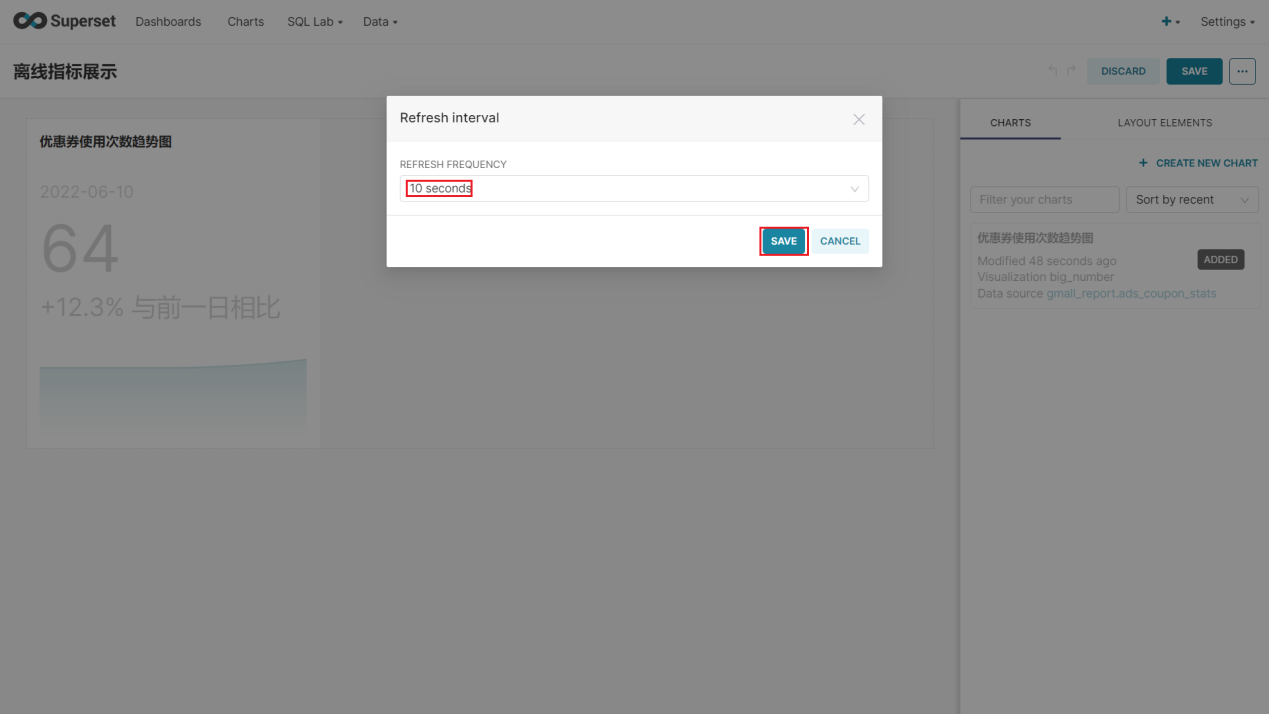 Superset Dashboards Charts SQL Lab Data Settings
离线指标展示
DISCARD SAVE
Refresh interval
REFRESH FREQUENCY
10 seconds
SAVE CANCEL
优惠券使用次数趋势图
2022-06-10
64
+12.3% 与前一日相比
CHARTS LAYOUT ELEMENTS
+ CREATE NEW CHART
Filter your charts Sort by recent
优惠券使用次数趋势图
Modified 48 seconds ago ADDED
Visualization big_number
Data source gmall_report.ads_coupon_stats